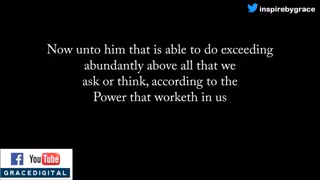 inspirebygrace
Now unto him that is able to do exceeding
abundantly above all that we
ask or think, according to the
Power that worketh in us
f You Tube
GRACEDIGITAL